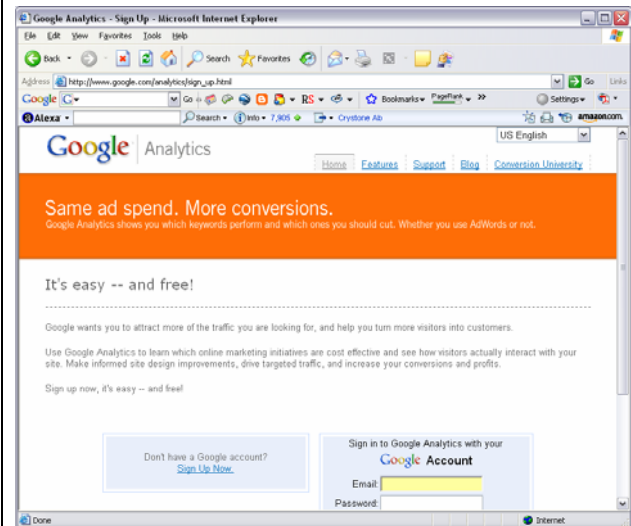 Google Analytics - Sign Up - Microsoft Internet Explorer
File Edit View Favorites Tools Help
Back Search Favorites
Address http://www.google.com/analytics/sign_up.html Go Links
Google G Go RS Bookmarks PageRank >> Settings
Alexa Search Info 7,905 Crystone Ab amazon.com
US English
Google Analytics
Home Features Support Blog Conversion University
Same ad spend. More conversions.
Google Analytics shows you which keywords perform and which ones you should cut. Whether you use AdWords or not.
It's easy -- and free!
Google wants you to attract more of the traffic you are looking for, and help you turn more visitors into customers.
Use Google Analytics to learn which online marketing initiatives are cost effective and see how visitors actually interact with your
site. Make informed site design improvements, drive targeted traffic, and increase your conversions and profits.
Sign up now, it's easy -- and free!
Don't have a Google account?
Sign Up Now.
Sign in to Google Analytics with your
Google Account
Email:
Password:
Done Internet